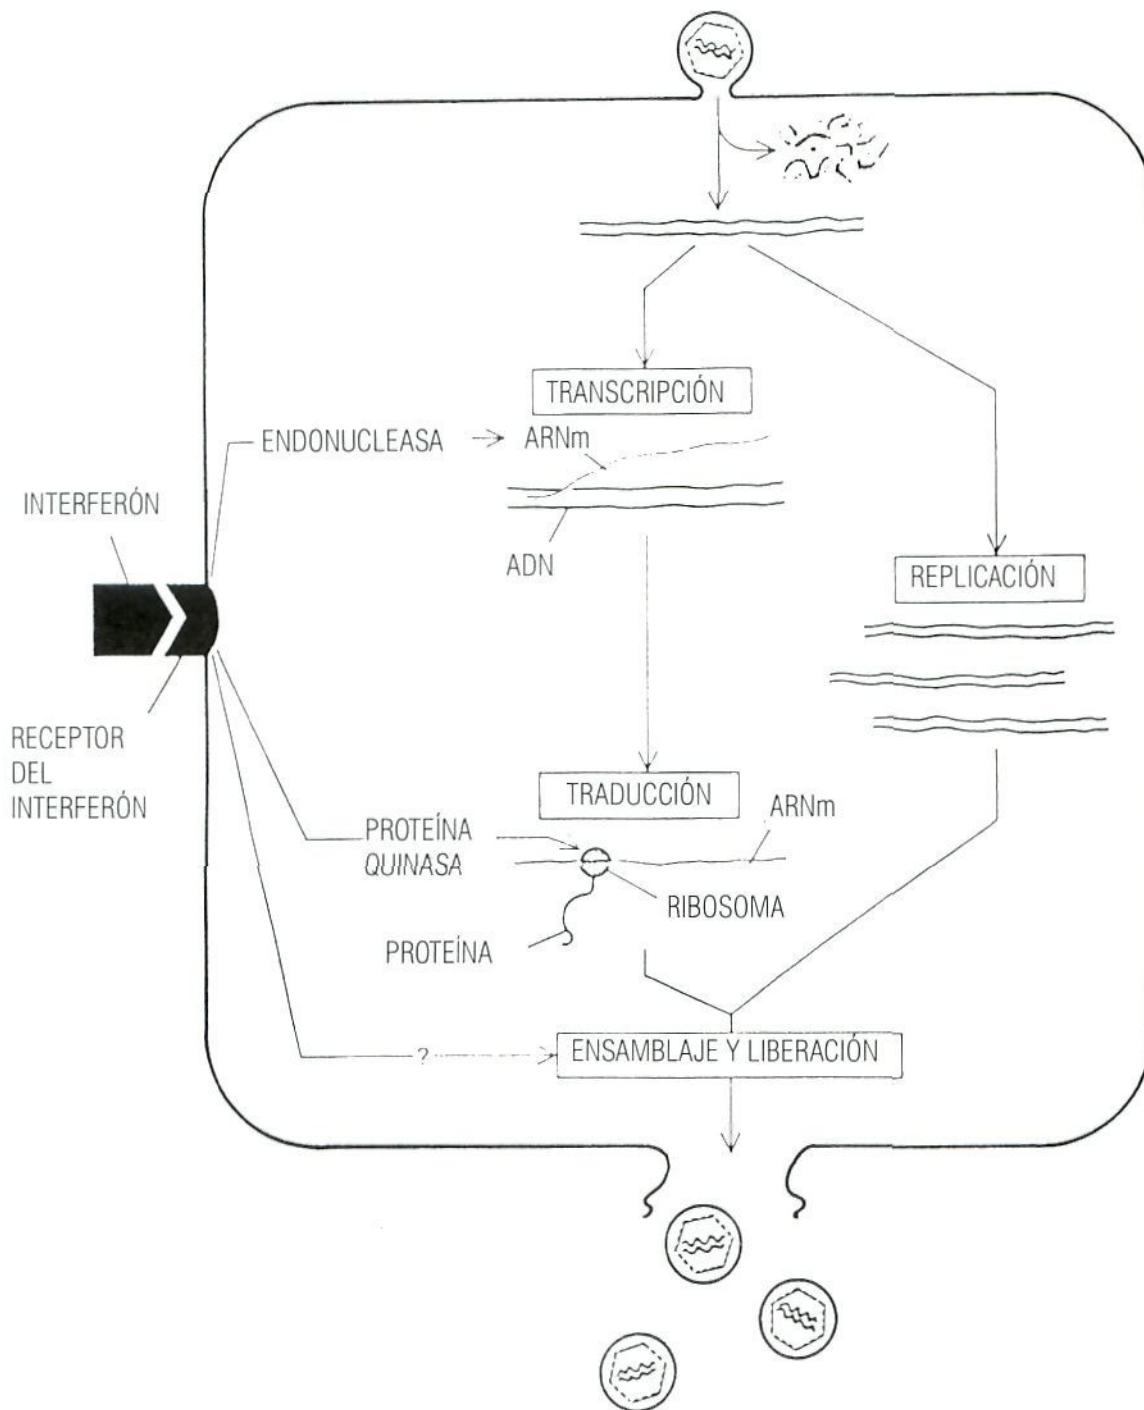 TRANSCRIPCIÓN
ENDONUCLEASA
ARNm
INTERFERÓN
ADN
REPLICACIÓN
RECEPTOR
DEL
INTERFERÓN
TRADUCCIÓN
ARNm
PROTEÍNA
QUINASA
RIBOSOMA
PROTEÍNA
?
ENSAMBLAJE Y LIBERACIÓN